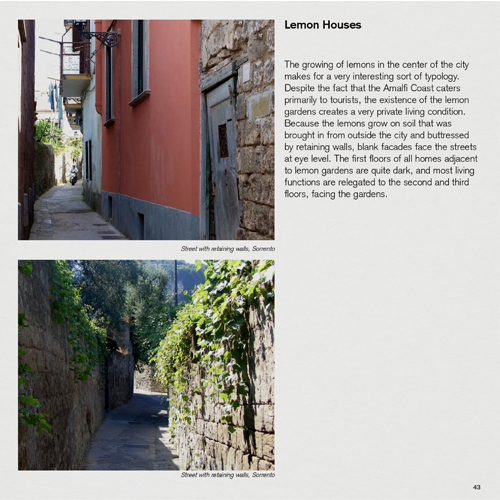 Lemon Houses
The growing of lemons in the center of the city
makes for a very interesting sort of typology.
Despite the fact that the Amalfi Coast caters
primarily to tourists, the existence of the lemon
gardens creates a very private living condition.
Because the lemons grow on soil that was
brought in from outside the city and buttressed
by retaining walls, blank facades face the streets
at eye level. The first floors of all homes adjacent
to lemon gardens are quite dark, and most living
functions are relegated to the second and third
floors, facing the gardens.
Street with retaining walls, Sorrento
Street with retaining walls, Sorrento
43